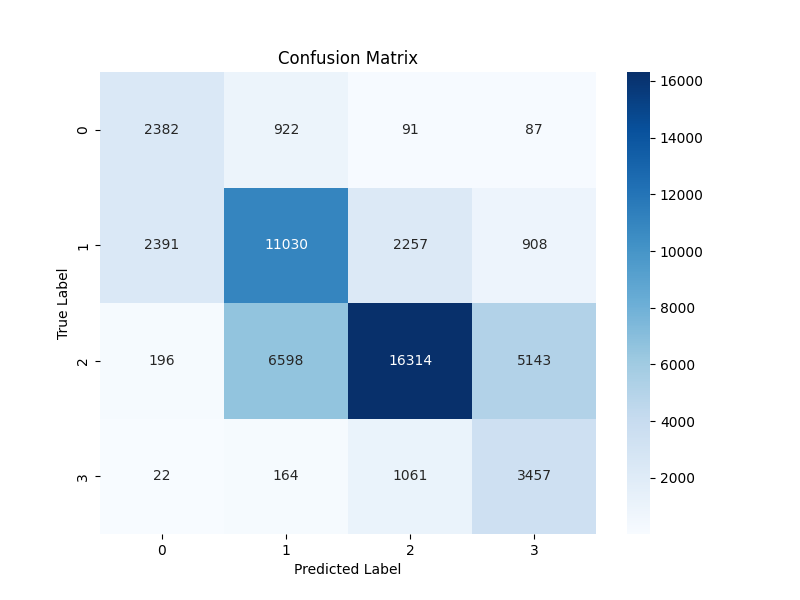 Confusion Matrix
True Label
0
2382 922 91 87
1
2391 11030 2257 908
2
196 6598 16314 5143
3
22 164 1061 3457
0 1 2 3
Predicted Label
16000
14000
12000
10000
8000
6000
4000
2000